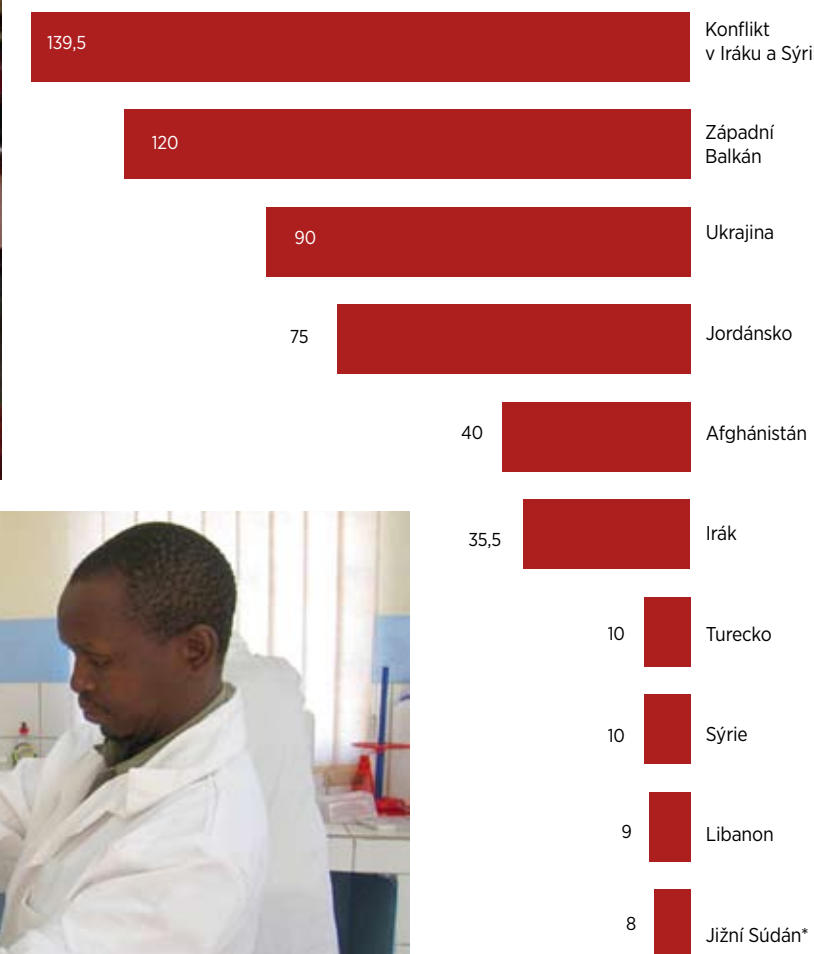 139,5
Konflikt
v Iráku a Sýri
120
Západní
Balkán
90
Ukrajina
75
Jordánsko
40
Afghánistán
35,5
Irák
10
Turecko
10
Sýrie
9
Libanon
8
Jižní Súdán*